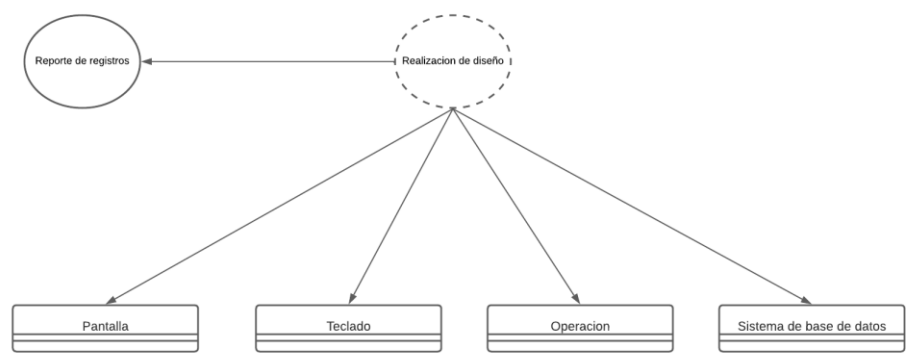 Reporte de registros
Realizacion de diseño
Pantalla
Teclado
Operacion
Sistema de base de datos